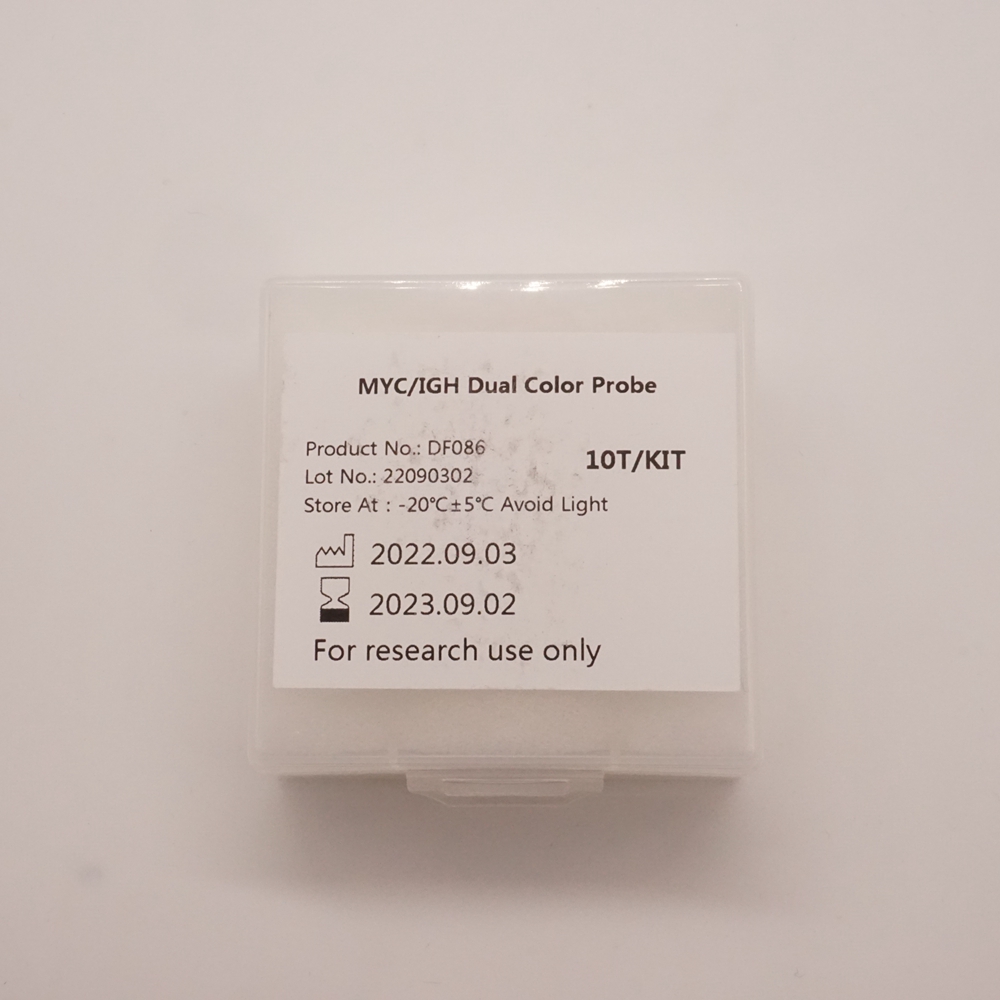 MYC/IGH Dual Color Probe
Product No.: DF086
10T/KIT
Lot No.: 22090302
Store At : -20℃±5℃ Avoid Light
2022.09.03
2023.09.02
For research use only